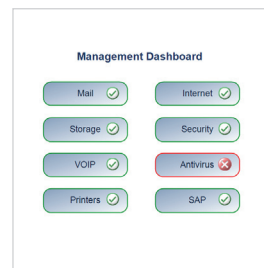 Management Dashboard
Mail Internet
Storage Security
VOIP Antivirus
Printers SAP